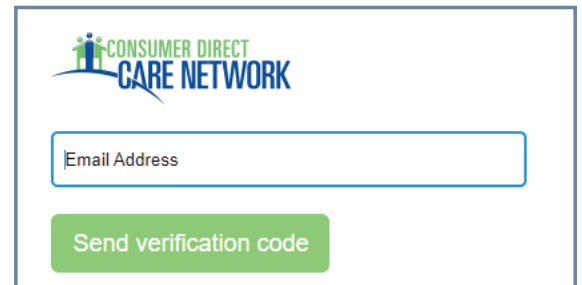 CONSUMER DIRECT
CARE NETWORK
Email Address
Send verification code